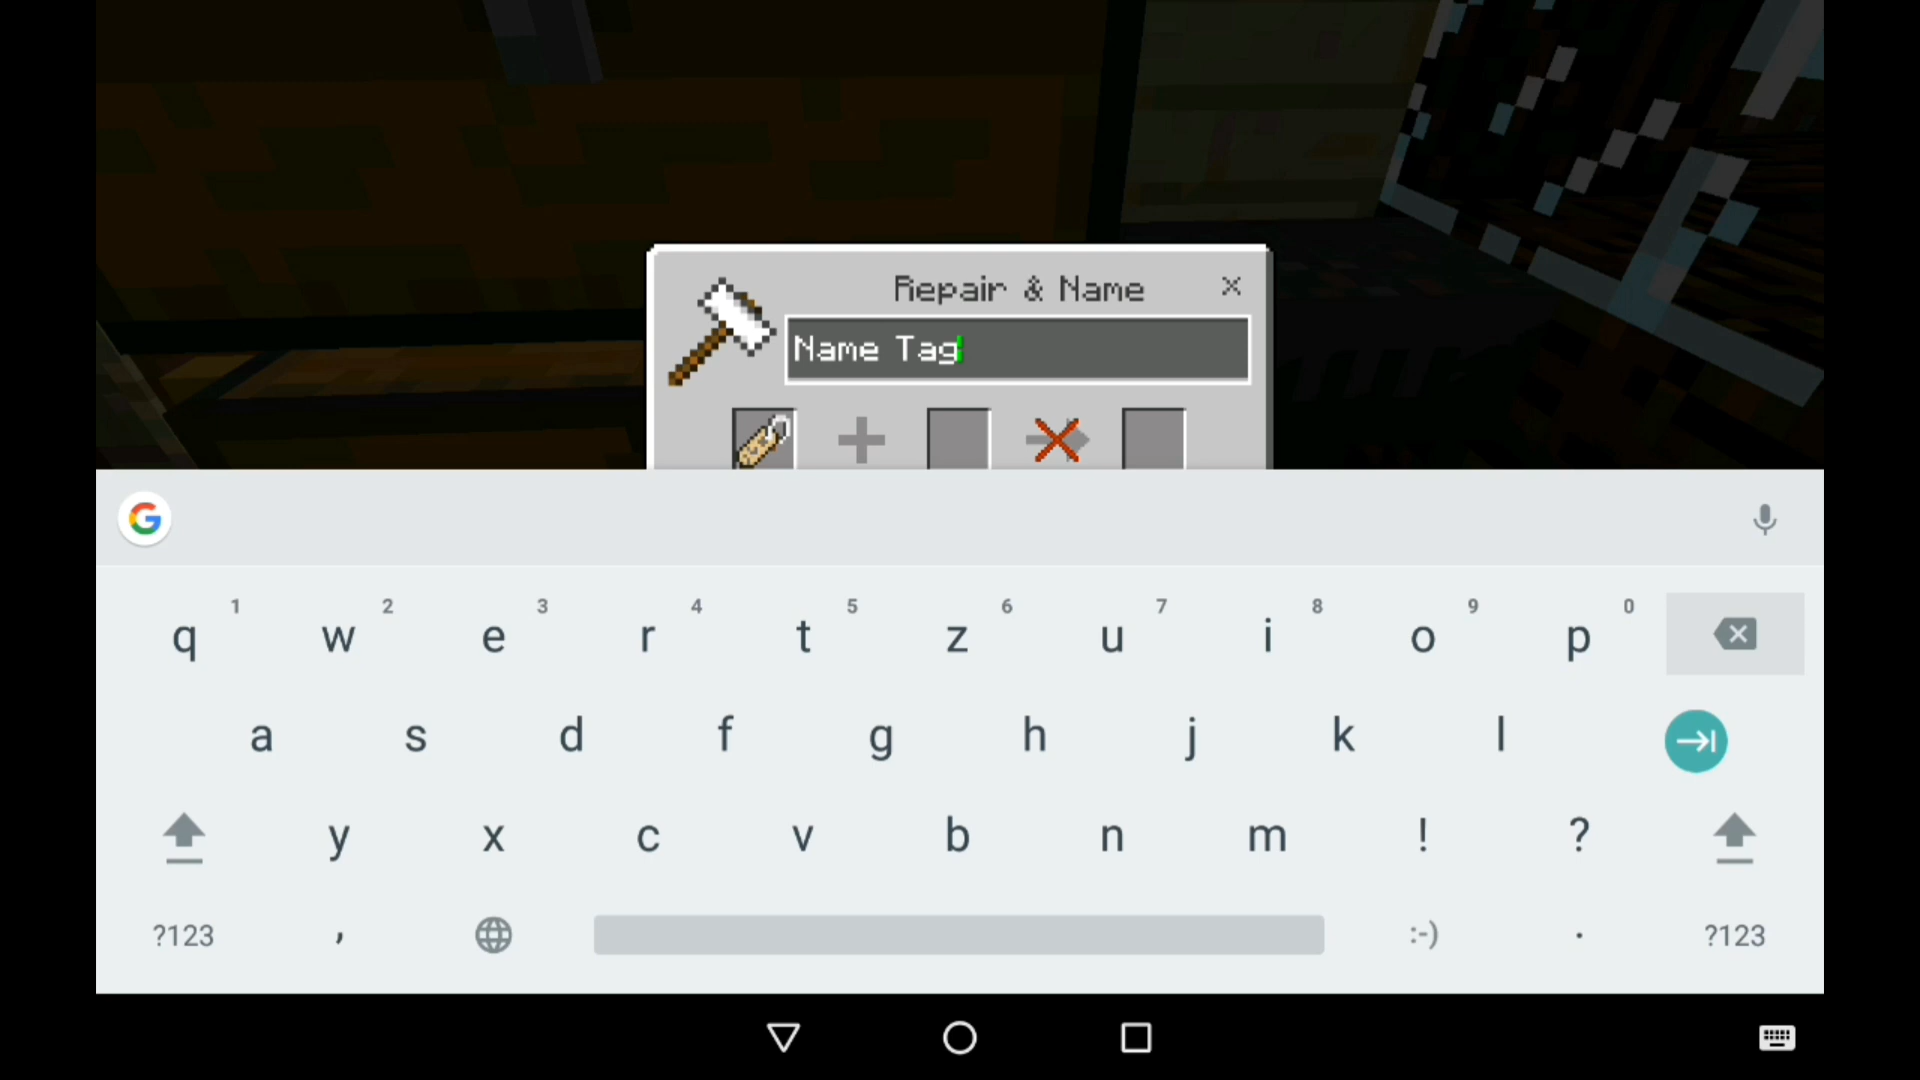 Repair & Name
Name Tag
1 2 3 4 5 6 7 8 9 0
q w e r t z u i o p
a s d f g h j k l
y x c v b n m ! ?
?123 , :-) . ?123